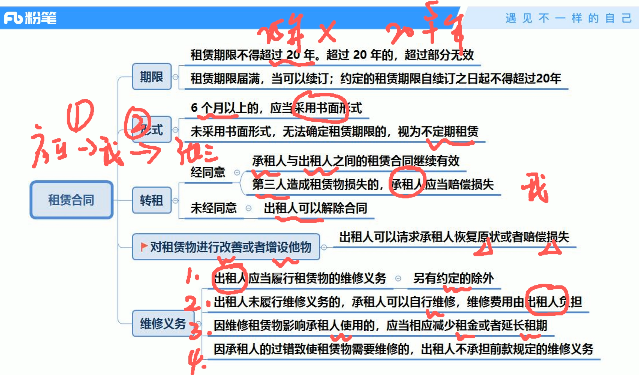 粉笔
遇见不一样的自己
25年 × 20年
租赁期限不得超过 20 年。超过 20 年的，超过部分无效
期限
租赁期限届满，当可以续订；约定的租赁期限自续订之日起不得超过20年
6 个月以上的，应当采用书面形式
① ②
形式
未采用书面形式，无法确定租赁期限的，视为不定期租赁
房东→我→张三
承租人与出租人之间的租赁合同继续有效
经同意
第三人造成租赁物损失的，承租人应当赔偿损失
我
租赁合同
转租
未经同意
出租人可以解除合同
出租人可以请求承租人恢复原状或者赔偿损失
对租赁物进行改善或者增设他物
1. 出租人应当履行租赁物的维修义务
另有约定的除外
2. 出租人未履行维修义务的，承租人可以自行维修，维修费用由出租人负担
维修义务
3. 因维修租赁物影响承租人使用的，应当相应减少租金或者延长租期
4. 因承租人的过错致使租赁物需要维修的，出租人不承担前款规定的维修义务